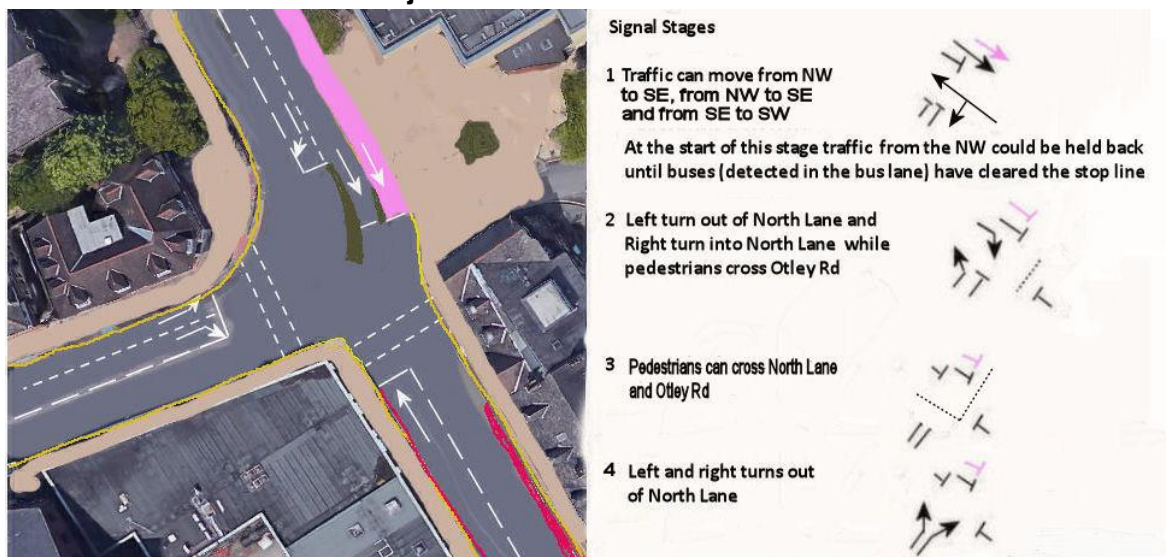 Signal Stages
1 Traffic can move from NW
to SE, from NW to SE
and from SE to SW
At the start of this stage traffic from the NW could be held back
until buses (detected in the bus lane) have cleared the stop line
2 Left turn out of North Lane and
Right turn into North Lane while
pedestrians cross Otley Rd
3 Pedestrians can cross North Lane
and Otley Rd
4 Left and right turns out
of North Lane